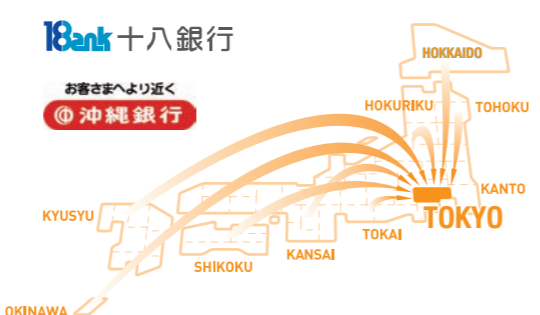 18Bank 十八銀行
お客さまへより近く
沖縄銀行
HOKKAIDO
HOKURIKU
TOHOKU
KANTO
TOKYO
TOKAI
KANSAI
SHIKOKU
KYUSYU
OKINAWA